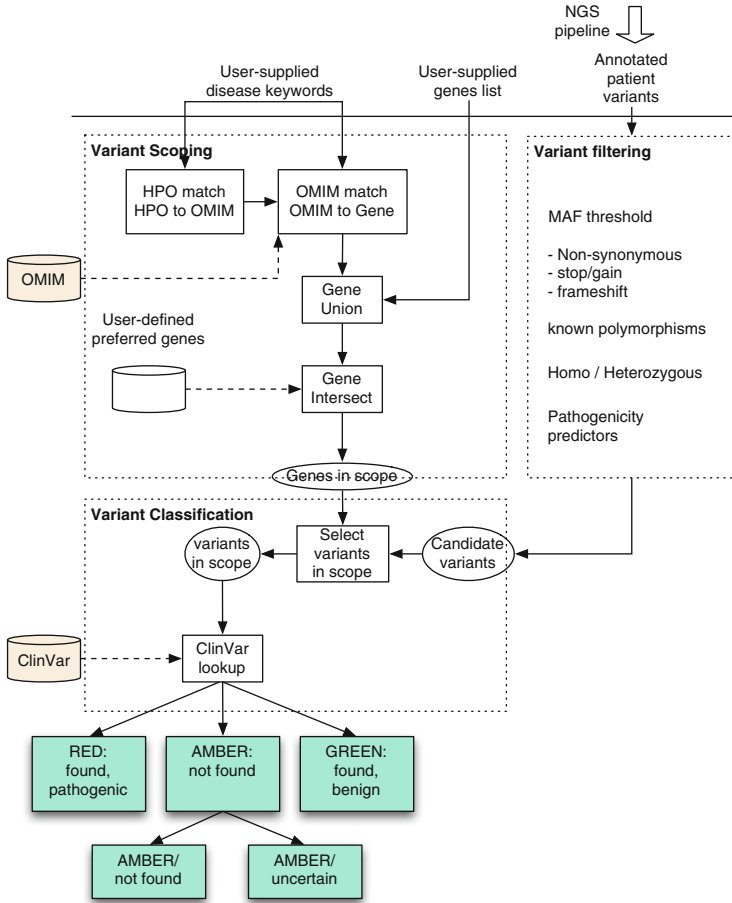 NGS
pipeline
User-supplied
disease keywords
User-supplied
genes list
Annotated
patient
variants
Variant Scoping
Variant filtering
HPO match
HPO to OMIM
OMIM match
OMIM to Gene
MAF threshold
- Non-synonymous
- stop/gain
- frameshift
known polymorphisms
Homo / Heterozygous
Pathogenicity
predictors
OMIM
Gene
Union
User-defined
preferred genes
Gene
Intersect
Genes in scope
Variant Classification
variants
in scope
Select
variants
in scope
Candidate
variants
ClinVar
ClinVar
lookup
RED:
found,
pathogenic
AMBER:
not found
GREEN:
found,
benign
AMBER/
not found
AMBER/
uncertain